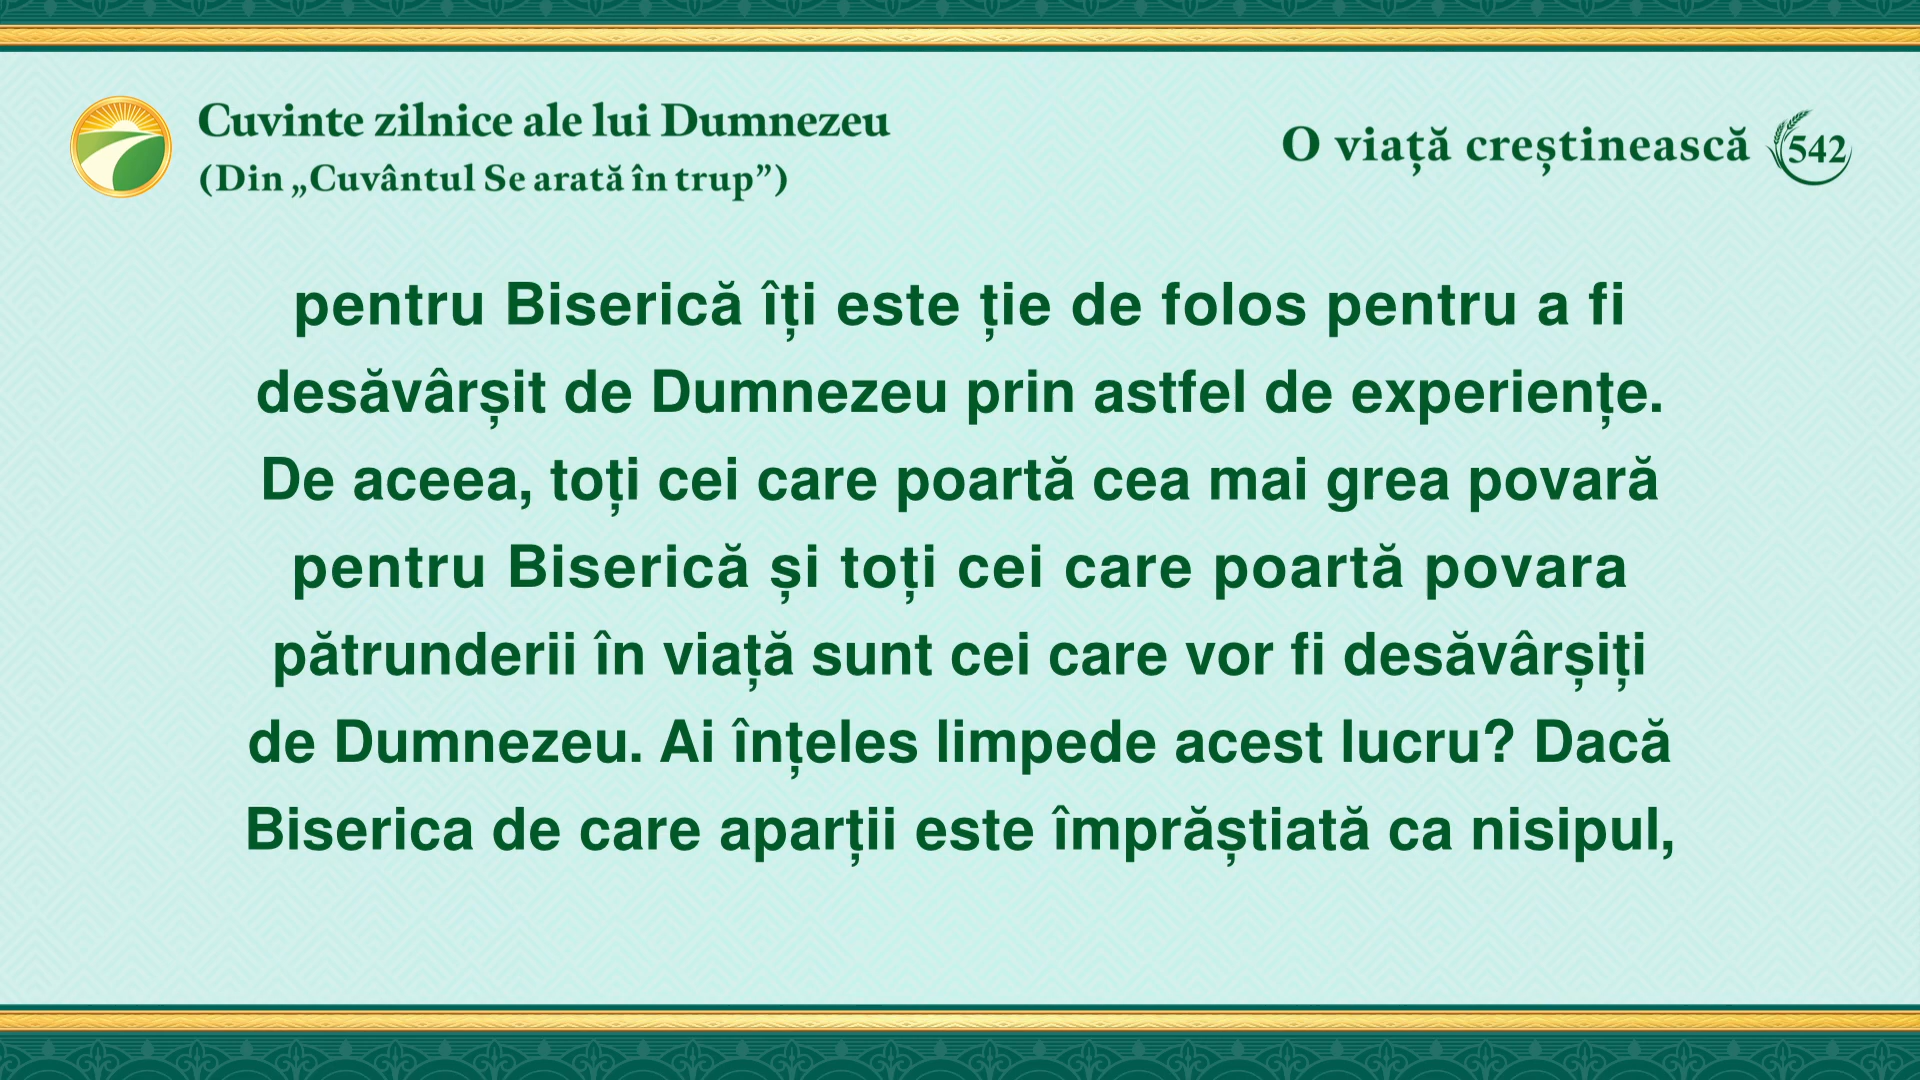 Cuvinte zilnice ale lui Dumnezeu
(Din „Cuvântul Se arată în trup”)
O viață creștinească 542
pentru Biserică îți este ție de folos pentru a fi
desăvârșit de Dumnezeu prin astfel de experiențe.
De aceea, toți cei care poartă cea mai grea povară
pentru Biserică și toți cei care poartă povara
pătrunderii în viață sunt cei care vor fi desăvârșiți
de Dumnezeu. Ai înțeles limpede acest lucru? Dacă
Biserica de care aparții este împrăștiată ca nisipul,